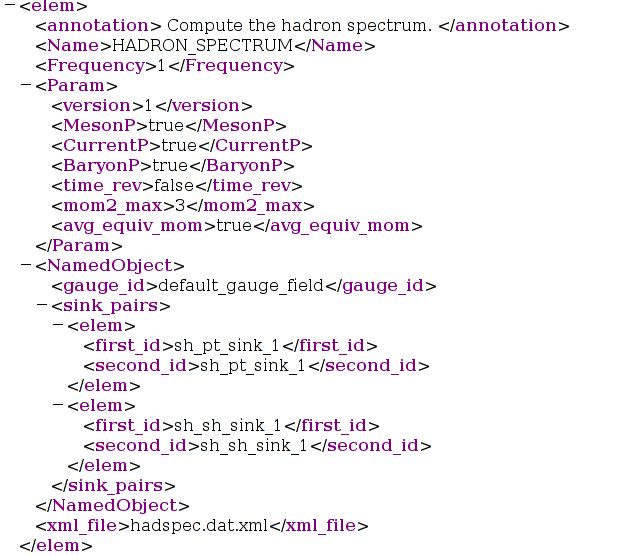 −<elem>
<annotation> Compute the hadron spectrum. </annotation>
<Name>HADRON_SPECTRUM</Name>
<Frequency>1</Frequency>
−<Param>
<version>1</version>
<MesonP>true</MesonP>
<CurrentP>true</CurrentP>
<BaryonP>true</BaryonP>
<time_rev>false</time_rev>
<mom2_max>3</mom2_max>
<avg_equiv_mom>true</avg_equiv_mom>
</Param>
−<NamedObject>
<gauge_id>default_gauge_field</gauge_id>
−<sink_pairs>
−<elem>
<first_id>sh_pt_sink_1</first_id>
<second_id>sh_pt_sink_1</second_id>
</elem>
−<elem>
<first_id>sh_sh_sink_1</first_id>
<second_id>sh_sh_sink_1</second_id>
</elem>
</sink_pairs>
</NamedObject>
<xml_file>hadspec.dat.xml</xml_file>
</elem>